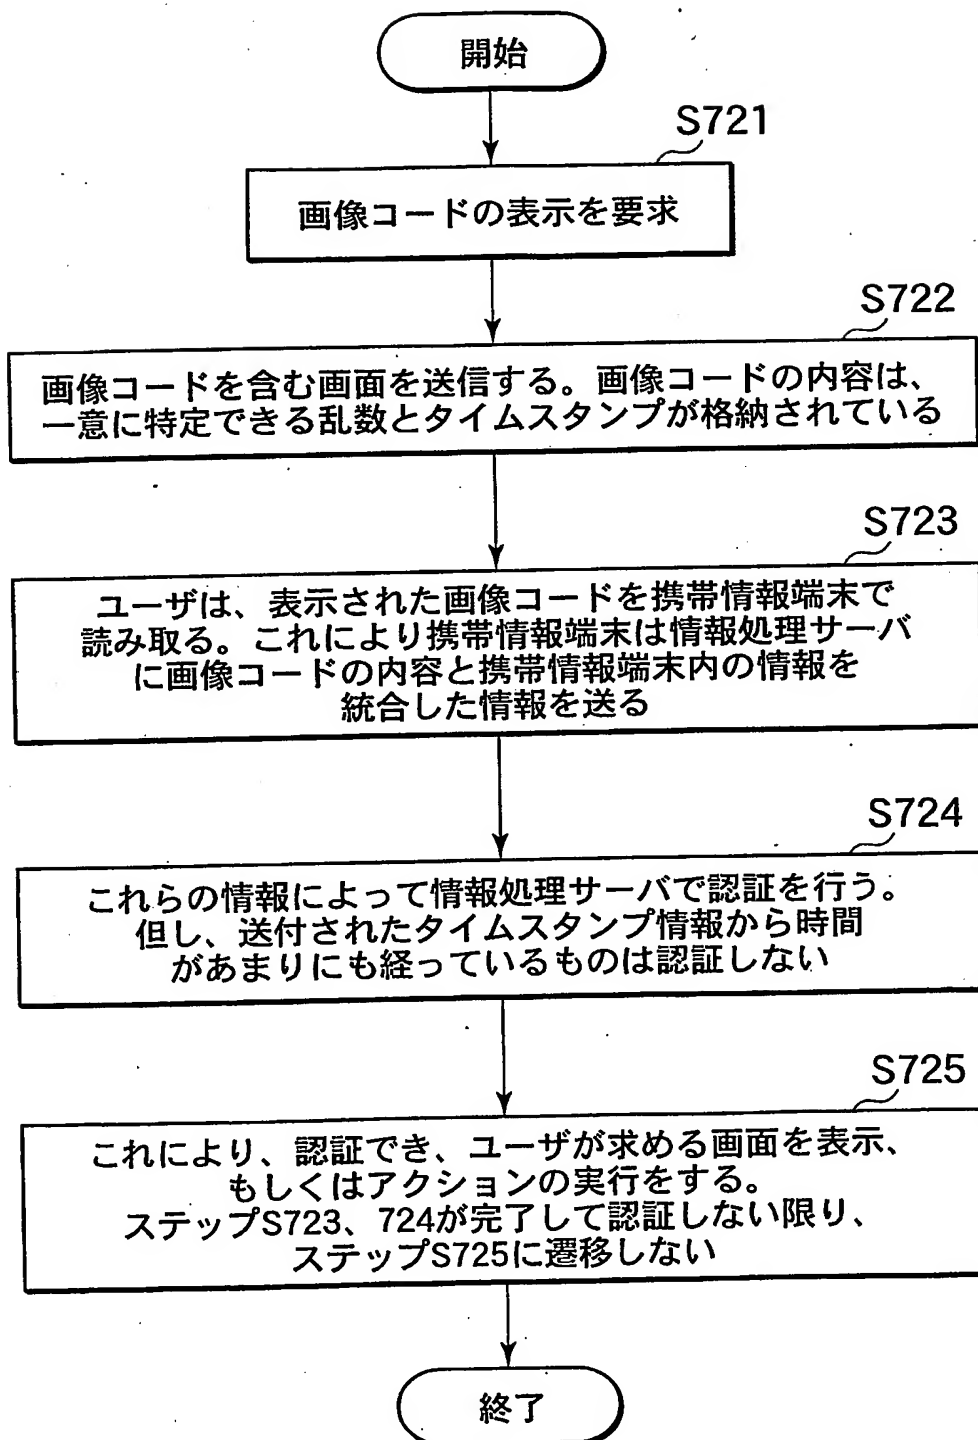 開始
S721
画像コードの表示を要求
S722
画像コードを含む画面を送信する。画像コードの内容は、
一意に特定できる乱数とタイムスタンプが格納されている
S723
ユーザは、表示された画像コードを携帯情報端末で
読み取る。これにより携帯情報端末は情報処理サーバ
に画像コードの内容と携帯情報端末内の情報を
統合した情報を送る
S724
これらの情報によって情報処理サーバで認証を行う。
但し、送付されたタイムスタンプ情報から時間
があまりにも経っているものは認証しない
S725
これにより、認証でき、ユーザが求める画面を表示、
もしくはアクションの実行をする。
ステップS723、724が完了して認証しない限り、
ステップS725に遷移しない
終了